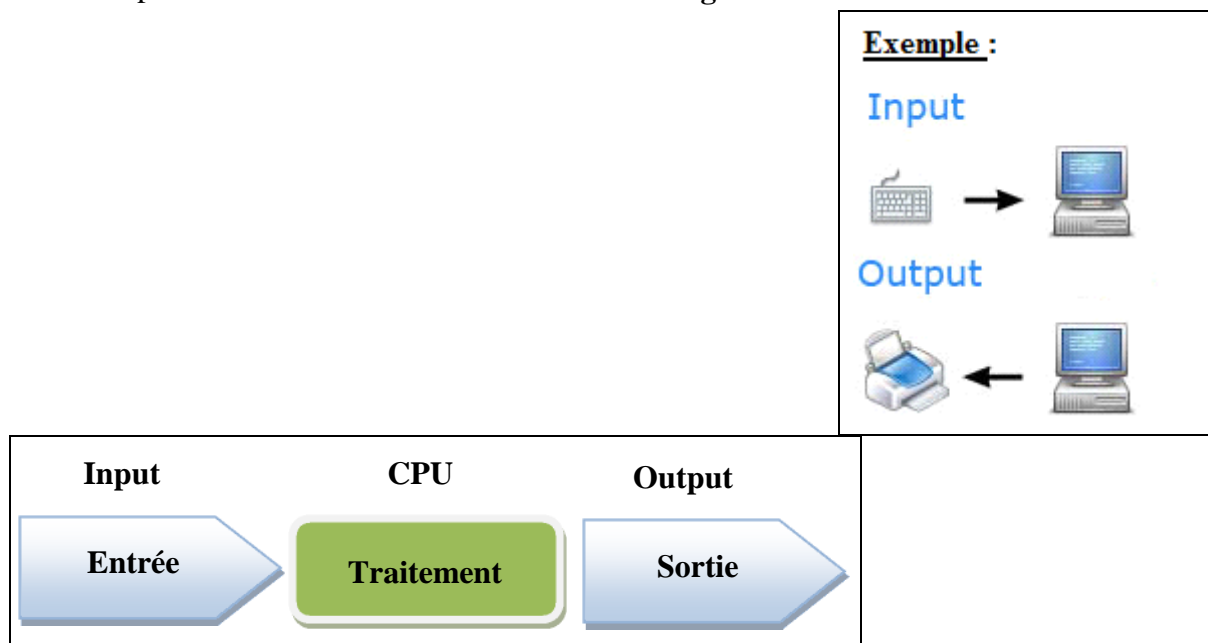 Exemple :
Input
Output
Input CPU Output
Entrée Traitement Sortie